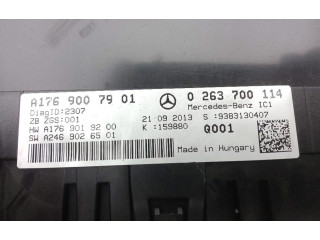 A176 900 79 01
DiagID:2307
ZB ZGS:001
HW A176 901 92 00
SW A246 902 65 01
21 09 2013
K :159880
0 263 700 114
Mercedes-Benz IC1
S :9383130407
Q001
Made in Hungary